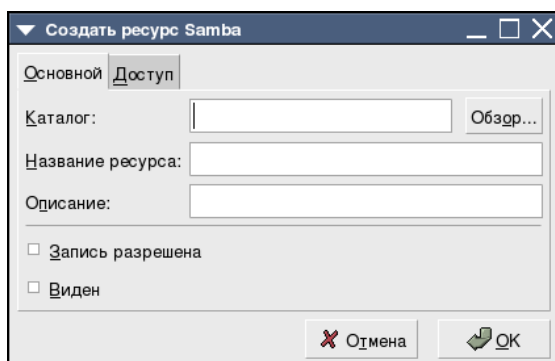 Создать ресурс Samba
Основной Доступ
Каталог: Обзор...
Название ресурса:
Описание:
Запись разрешена
Виден
Отмена OK